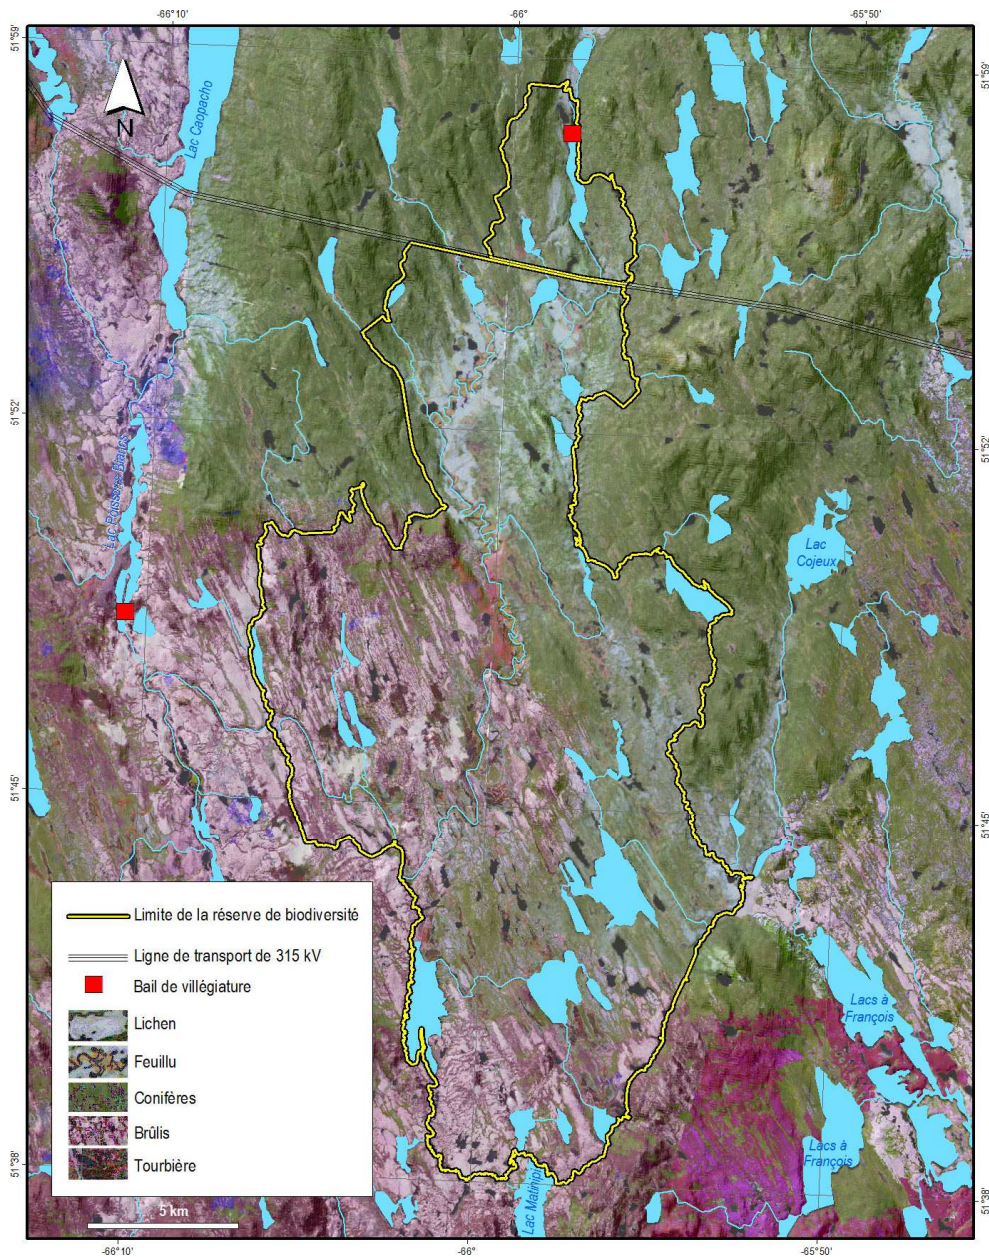 -66°10'
-66°
-65°50'
51°59'
51°59'
N
Lac Caopacho
51°52'
51°52'
Lac Poissons Blancs
Lac
Cojeux
51°45'
51°45'
Limite de la réserve de biodiversité
Ligne de transport de 315 kV
Bail de villégiature
Lichen
Feuillu
Conifères
Brûlis
Tourbière
Lacs à
François
Lacs à
François
Lac Matinipi
51°38'
51°38'
5 km
-66°10'
-66°
-65°50'